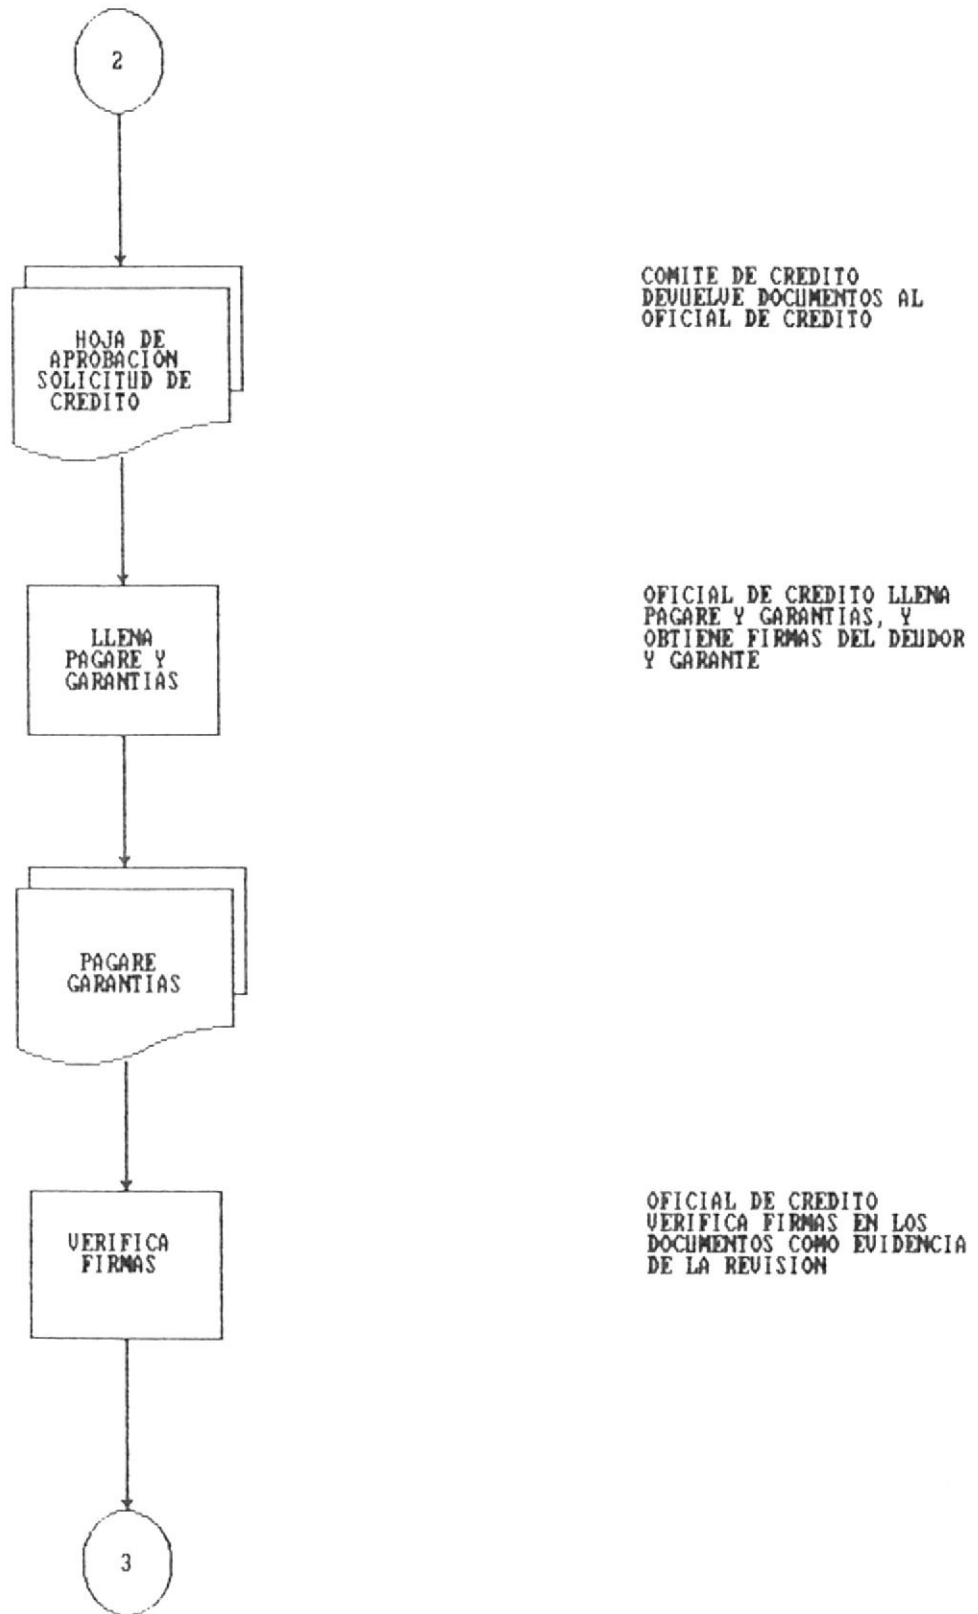 2
HOJA DE
APROBACION
SOLICITUD DE
CREDITO
COMITE DE CREDITO
DEVUELVE DOCUMENTOS AL
OFICIAL DE CREDITO
LLENA
PAGARE Y
GARANTIAS
OFICIAL DE CREDITO LLENA
PAGARE Y GARANTIAS, Y
OBTIENE FIRMAS DEL DEUDOR
Y GARANTE
PAGARE
GARANTIAS
VERIFICA
FIRMAS
OFICIAL DE CREDITO
VERIFICA FIRMAS EN LOS
DOCUMENTOS COMO EVIDENCIA
DE LA REVISION
3